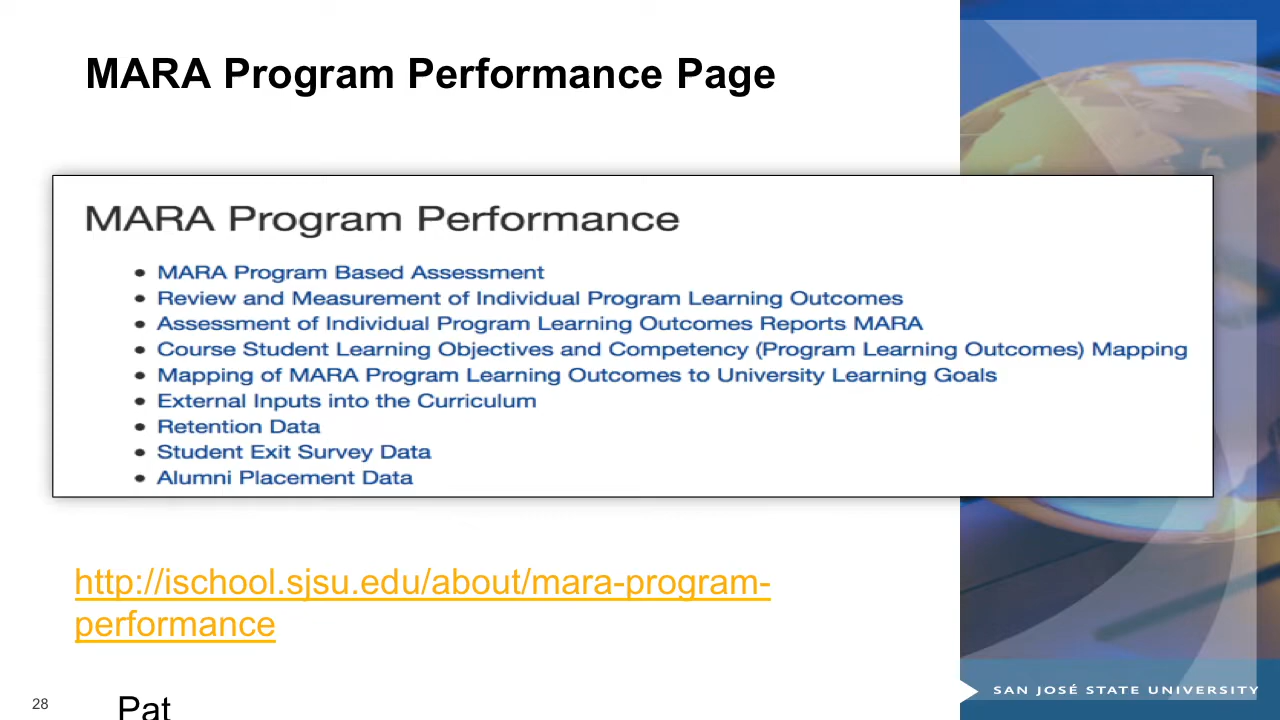 MARA Program Performance Page
MARA Program Performance
• MARA Program Based Assessment
• Review and Measurement of Individual Program Learning Outcomes
• Assessment of Individual Program Learning Outcomes Reports MARA
• Course Student Learning Objectives and Competency (Program Learning Outcomes) Mapping
• Mapping of MARA Program Learning Outcomes to University Learning Goals
• External Inputs into the Curriculum
• Retention Data
• Student Exit Survey Data
• Alumni Placement Data
http://ischool.sjsu.edu/about/mara-program-
performance
28
Pat
SAN JOSÉ STATE UNIVERSITY